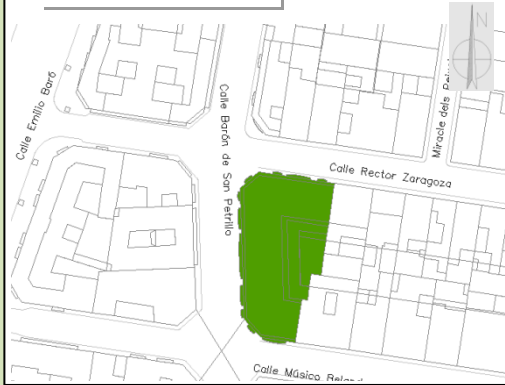 N
Calle Emilio Baró
Calle Barón de San Petrillo
Miracle dels
Calle Rector Zaragoza
Calle Músico